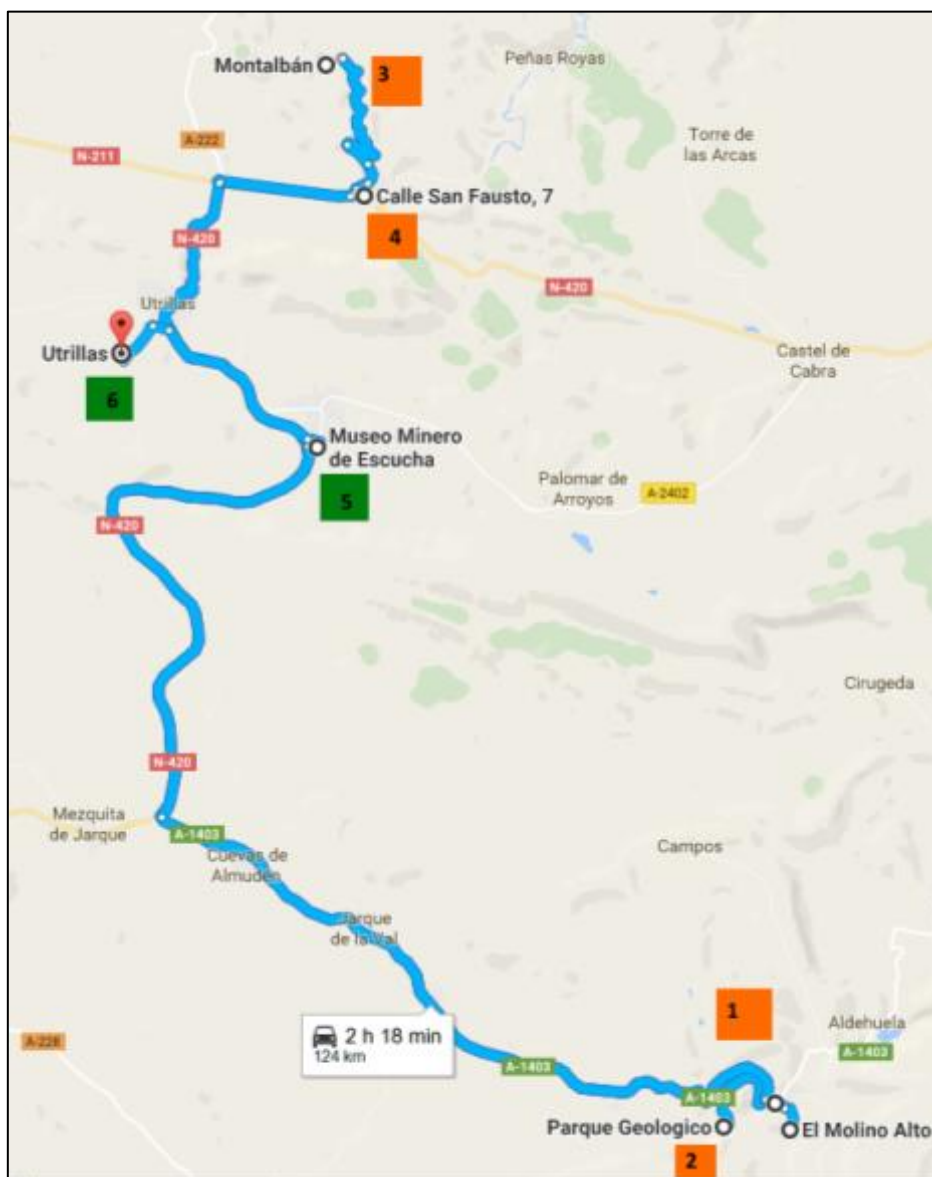 Montalbán
3
Peñas Royas
A-222
Torre de
las Arcas
N-211
Calle San Fausto, 7
4
N-420
N-420
Utrillas
Utrillas
6
Castel de
Cabra
Museo Minero
de Escucha
5
Palomar de
Arroyos
A-2402
N-420
Cirugeda
N-420
Mezquita
de Jarque
A-1403
Cuevas de
Almudén
Campos
Jarque
de la Val
1
2 h 18 min
124 km
Aldehuela
A-1403
A-228
A-1403
A-1403
Parque Geologico
El Molino Alto
2